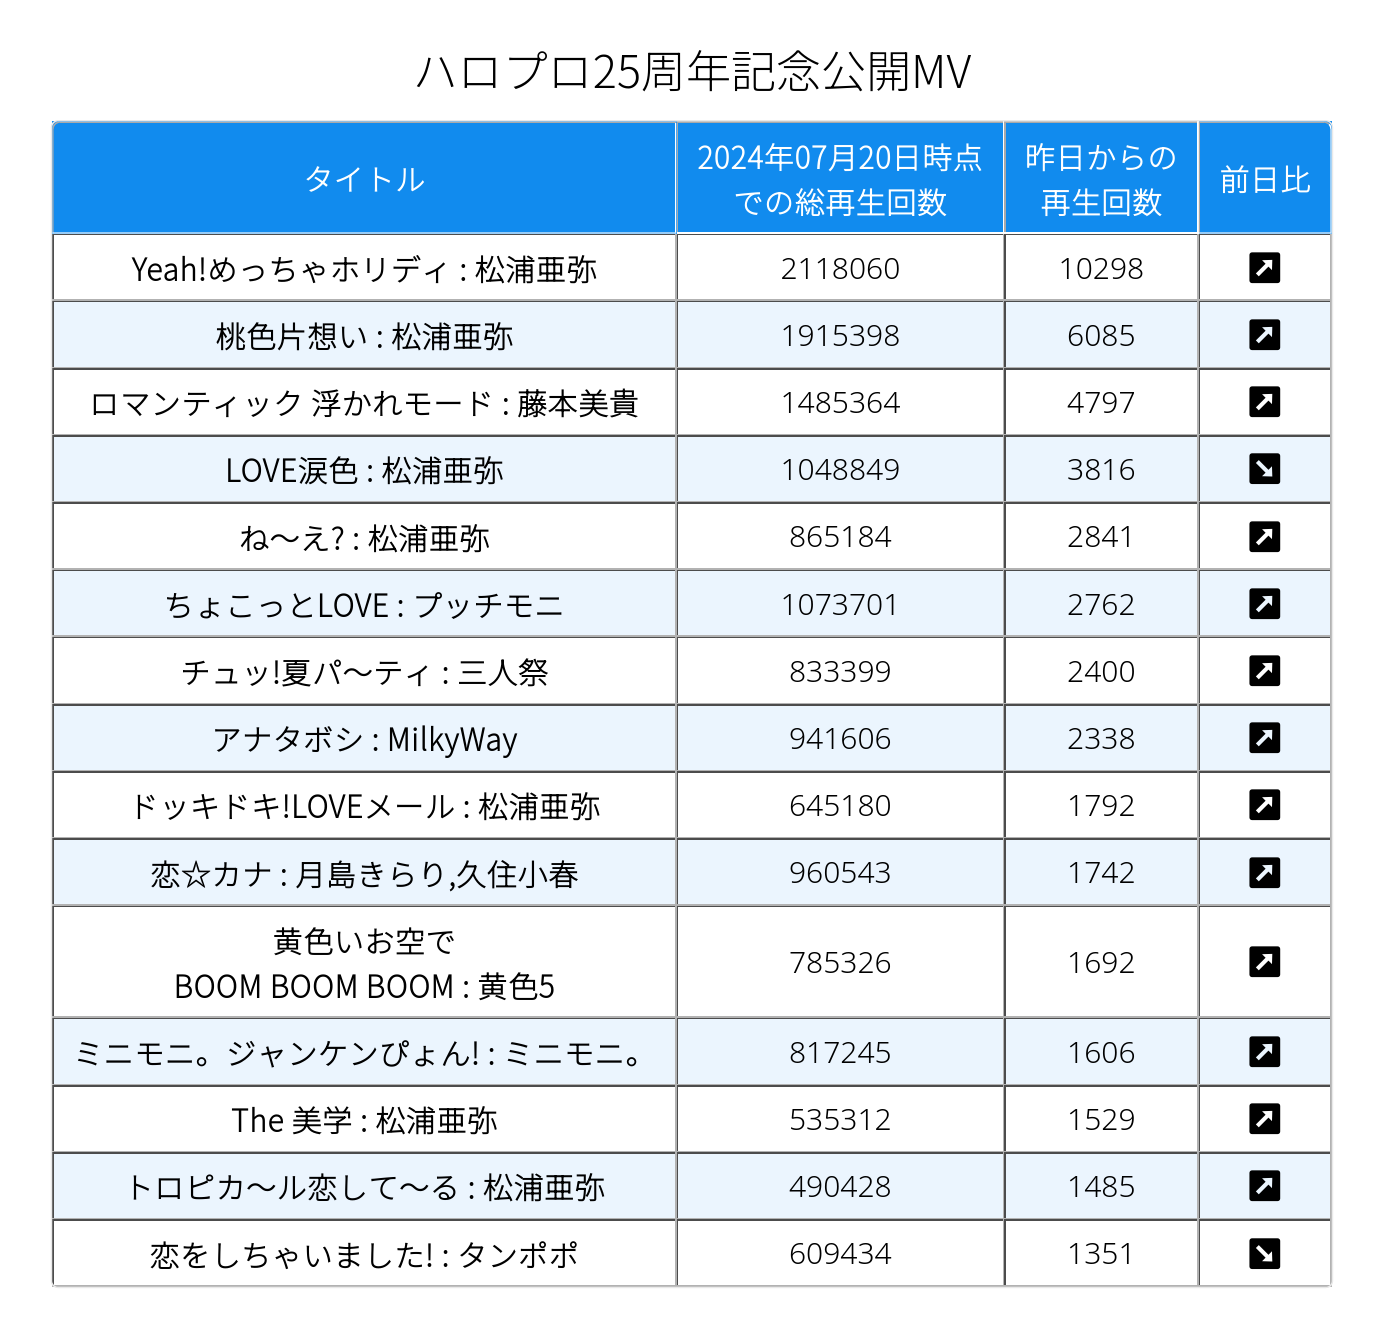 ハロプロ25周年記念公開MV
タイトル 2024年07月20日時点 昨日からの 前日比
での総再生回数 再生回数
Yeah!めっちゃホリディ : 松浦亜弥 2118060 10298
桃色片想い : 松浦亜弥 1915398 6085
ロマンティック 浮かれモード : 藤本美貴 1485364 4797
LOVE涙色 : 松浦亜弥 1048849 3816
ね〜え? : 松浦亜弥 865184 2841
ちょこっとLOVE : プッチモニ 1073701 2762
チュッ!夏パ〜ティ : 三人祭 833399 2400
アナタボシ : MilkyWay 941606 2338
ドッキドキ!LOVEメール : 松浦亜弥 645180 1792
恋☆カナ : 月島きらり,久住小春 960543 1742
黄色いお空で
BOOM BOOM BOOM : 黄色5 785326 1692
ミニモニ。ジャンケンぴょん! : ミニモニ。 817245 1606
The 美学 : 松浦亜弥 535312 1529
トロピカ〜ル恋して〜る : 松浦亜弥 490428 1485
恋をしちゃいました! : タンポポ 609434 1351